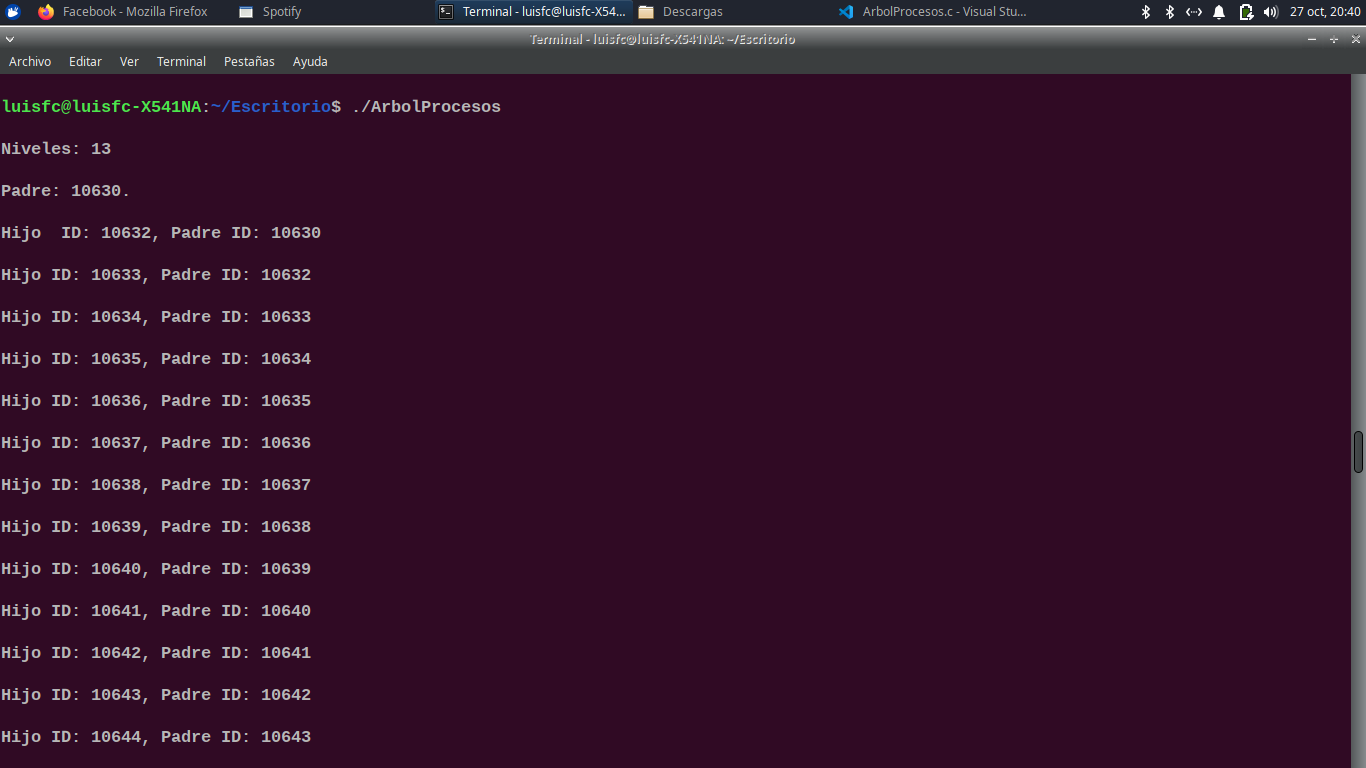 Facebook - Mozilla Firefox Spotify Terminal - luisfc@luisfc-X54... Descargas ArbolProcesos.c - Visual Stu... 27 oct, 20:40
Terminal - luisfc@luisfc-X541NA: ~/Escritorio
Archivo Editar Ver Terminal Pestañas Ayuda
luisfc@luisfc-X541NA:~/Escritorio$ ./ArbolProcesos
Niveles: 13
Padre: 10630.
Hijo  ID: 10632, Padre ID: 10630
Hijo ID: 10633, Padre ID: 10632
Hijo ID: 10634, Padre ID: 10633
Hijo ID: 10635, Padre ID: 10634
Hijo ID: 10636, Padre ID: 10635
Hijo ID: 10637, Padre ID: 10636
Hijo ID: 10638, Padre ID: 10637
Hijo ID: 10639, Padre ID: 10638
Hijo ID: 10640, Padre ID: 10639
Hijo ID: 10641, Padre ID: 10640
Hijo ID: 10642, Padre ID: 10641
Hijo ID: 10643, Padre ID: 10642
Hijo ID: 10644, Padre ID: 10643